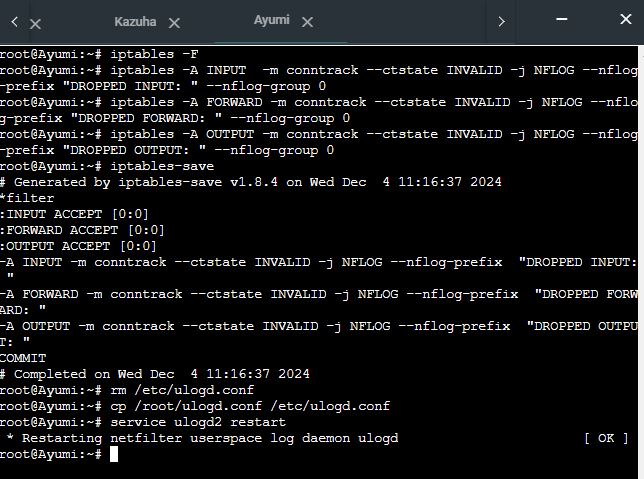 Kazuha
Ayumi
root@Ayumi:~# iptables -F
root@Ayumi:~# iptables -A INPUT  -m conntrack --ctstate INVALID -j NFLOG --nflog
-prefix "DROPPED INPUT: " --nflog-group 0
root@Ayumi:~# iptables -A FORWARD -m conntrack --ctstate INVALID -j NFLOG --nflo
g-prefix "DROPPED FORWARD: " --nflog-group 0
root@Ayumi:~# iptables -A OUTPUT -m conntrack --ctstate INVALID -j NFLOG --nflog
-prefix "DROPPED OUTPUT: " --nflog-group 0
root@Ayumi:~# iptables-save
# Generated by iptables-save v1.8.4 on Wed Dec  4 11:16:37 2024
*filter
:INPUT ACCEPT [0:0]
:FORWARD ACCEPT [0:0]
:OUTPUT ACCEPT [0:0]
-A INPUT -m conntrack --ctstate INVALID -j NFLOG --nflog-prefix  "DROPPED INPUT:
 "
-A FORWARD -m conntrack --ctstate INVALID -j NFLOG --nflog-prefix  "DROPPED FORW
ARD: "
-A OUTPUT -m conntrack --ctstate INVALID -j NFLOG --nflog-prefix  "DROPPED OUTPU
T: "
COMMIT
# Completed on Wed Dec  4 11:16:37 2024
root@Ayumi:~# rm /etc/ulogd.conf
root@Ayumi:~# cp /root/ulogd.conf /etc/ulogd.conf
root@Ayumi:~# service ulogd2 restart
 * Restarting netfilter userspace log daemon ulogd                       [ OK ]
root@Ayumi:~#